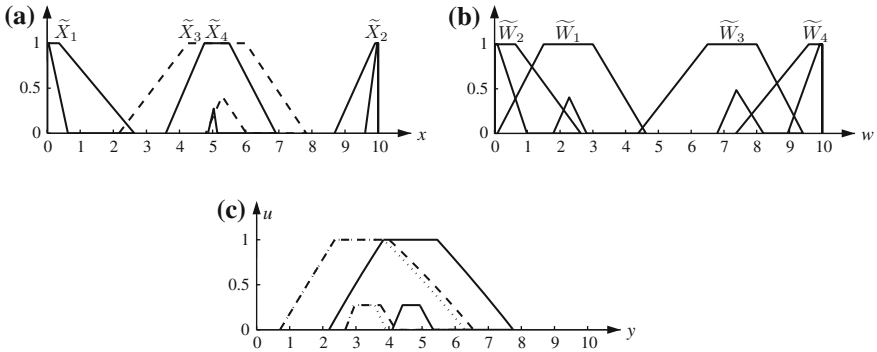 (a)
X̃₁ X̃₃ X̃₄ X̃₂
1
0.5
0
0 1 2 3 4 5 6 7 8 9 10 x
(b)
W̃₂ W̃₁ W̃₃ W̃₄
1
0.5
0
0 1 2 3 4 5 6 7 8 9 10 w
(c)
u
1
0.5
0
0 1 2 3 4 5 6 7 8 9 10 y